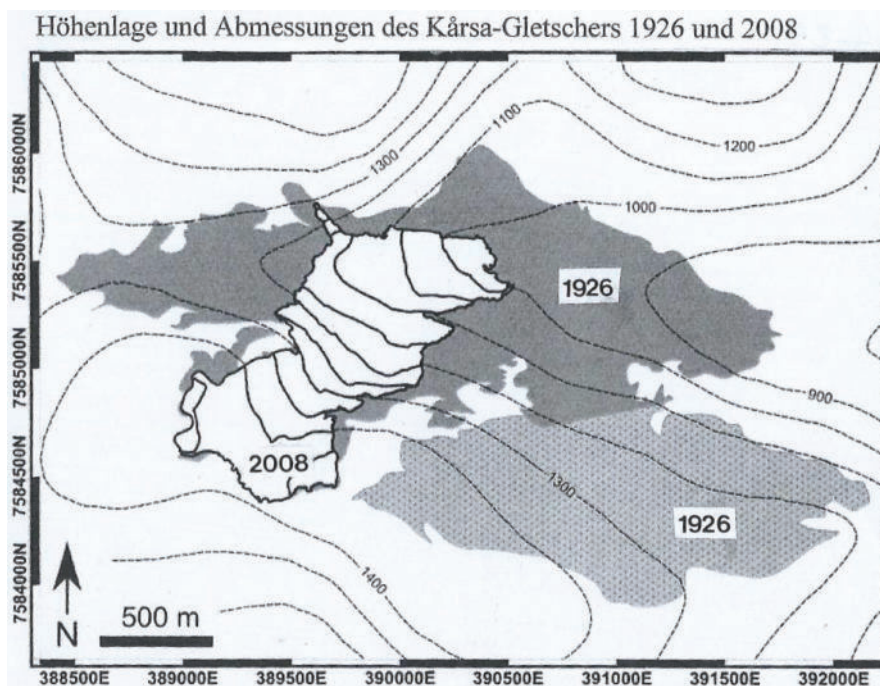 Höhenlage und Abmessungen des Kårsa-Gletschers 1926 und 2008
7586000N
7585500N
7585000N
7584500N
7584000N
1300
1100
1200
1000
1926
900
2008
1300
1926
1400
N
500 m
388500E 389000E 389500E 390000E 390500E 391000E 391500E 392000E